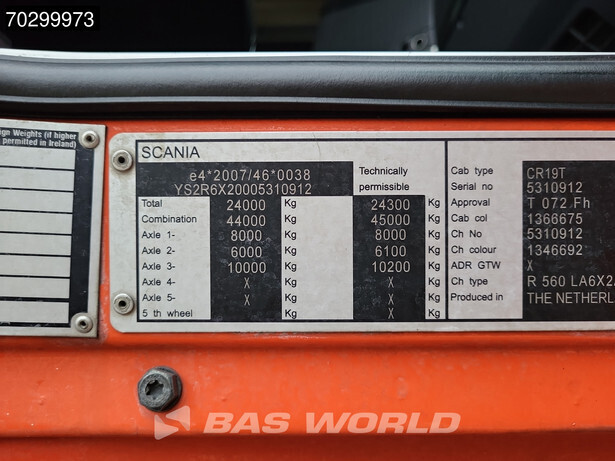 70299973
gn Weights (if higher
permitted in Ireland)
SCANIA
e4*2007/46*0038
YS2R6X20005310912
Technically
permissible
Total 24000 Kg 24300 Kg
Combination 44000 Kg 45000 Kg
Axle 1- 8000 Kg 8000 Kg
Axle 2- 6000 Kg 6100 Kg
Axle 3- 10000 Kg 10200 Kg
Axle 4- X Kg X Kg
Axle 5- X Kg X Kg
5 th wheel X Kg X Kg
Cab type CR19T
Serial no 5310912
Approval T 072 Fh
Cab col 1366675
Ch No 5310912
Ch colour 1346692
ADR GTW X
Ch type R 560 LA6X2
Produced in THE NETHERL
BAS WORLD